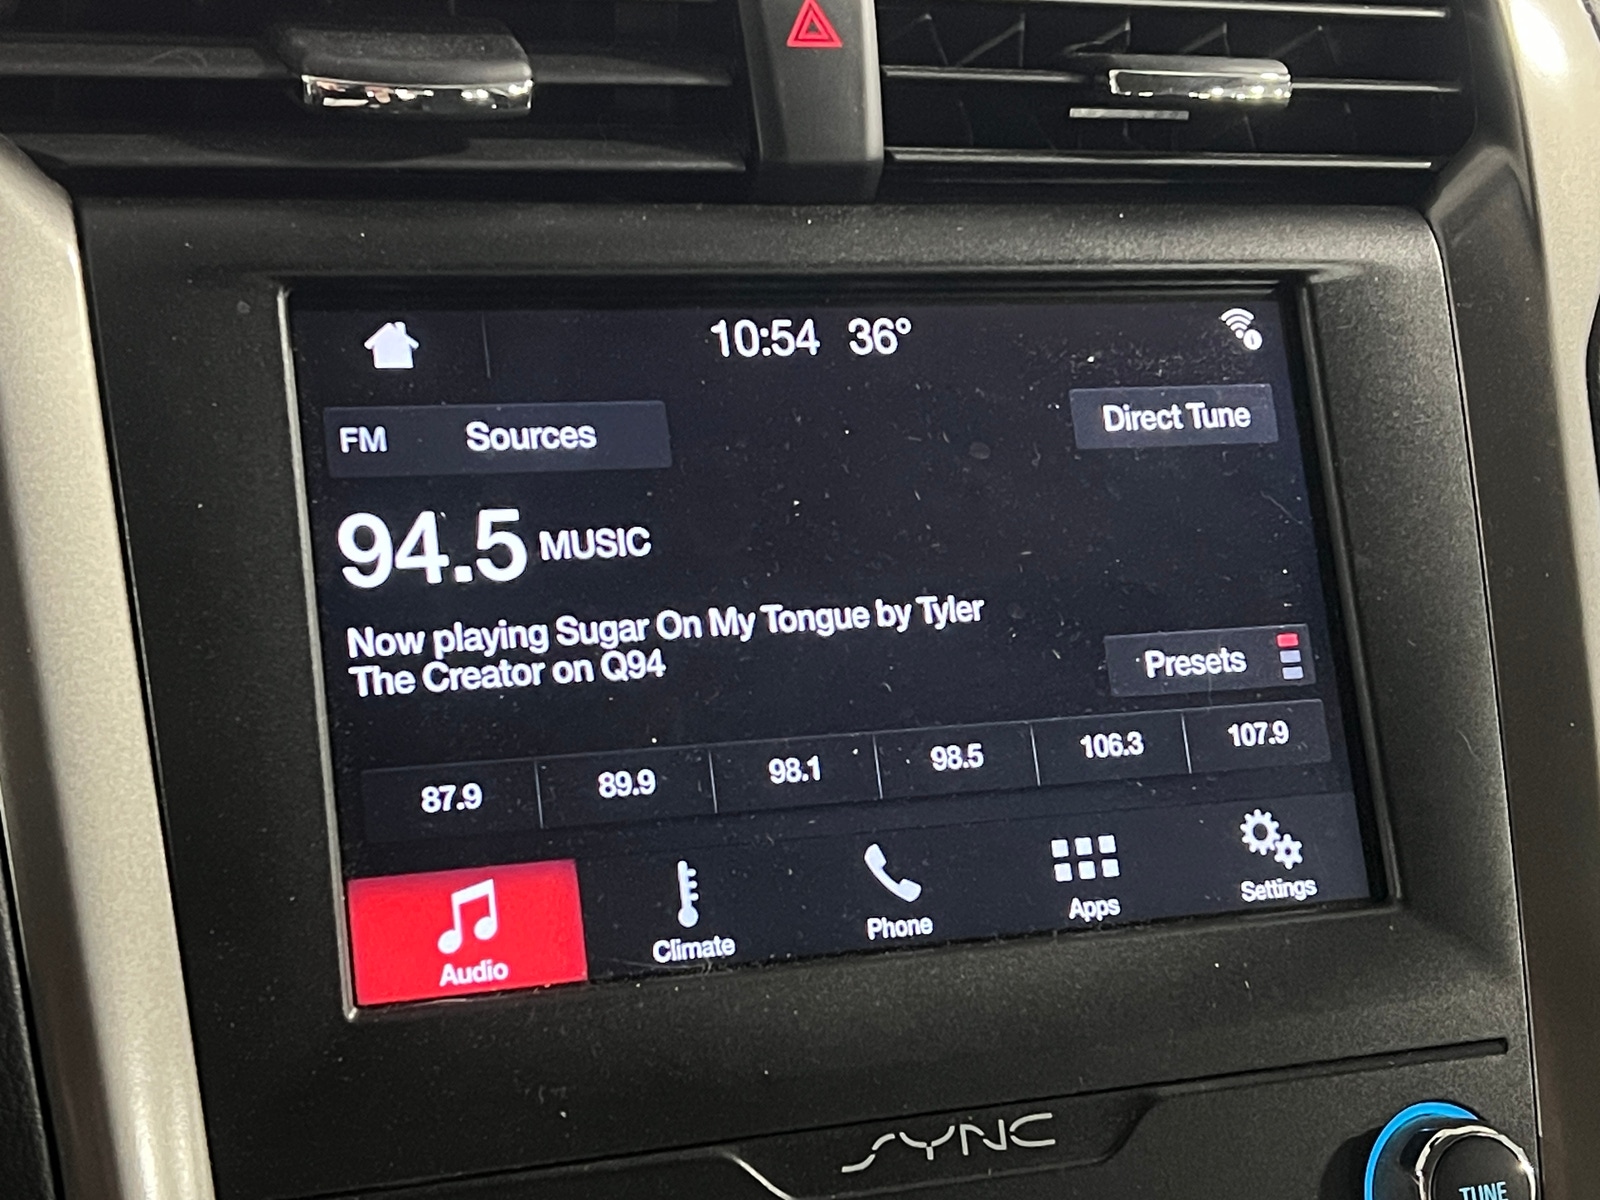 10:54 36°
FM Sources
Direct Tune
94.5 MUSIC
Now playing Sugar On My Tongue by Tyler
The Creator on Q94
Presets
87.9 89.9 98.1 98.5 106.3 107.9
Audio Climate Phone Apps Settings
SYNC
TUNE